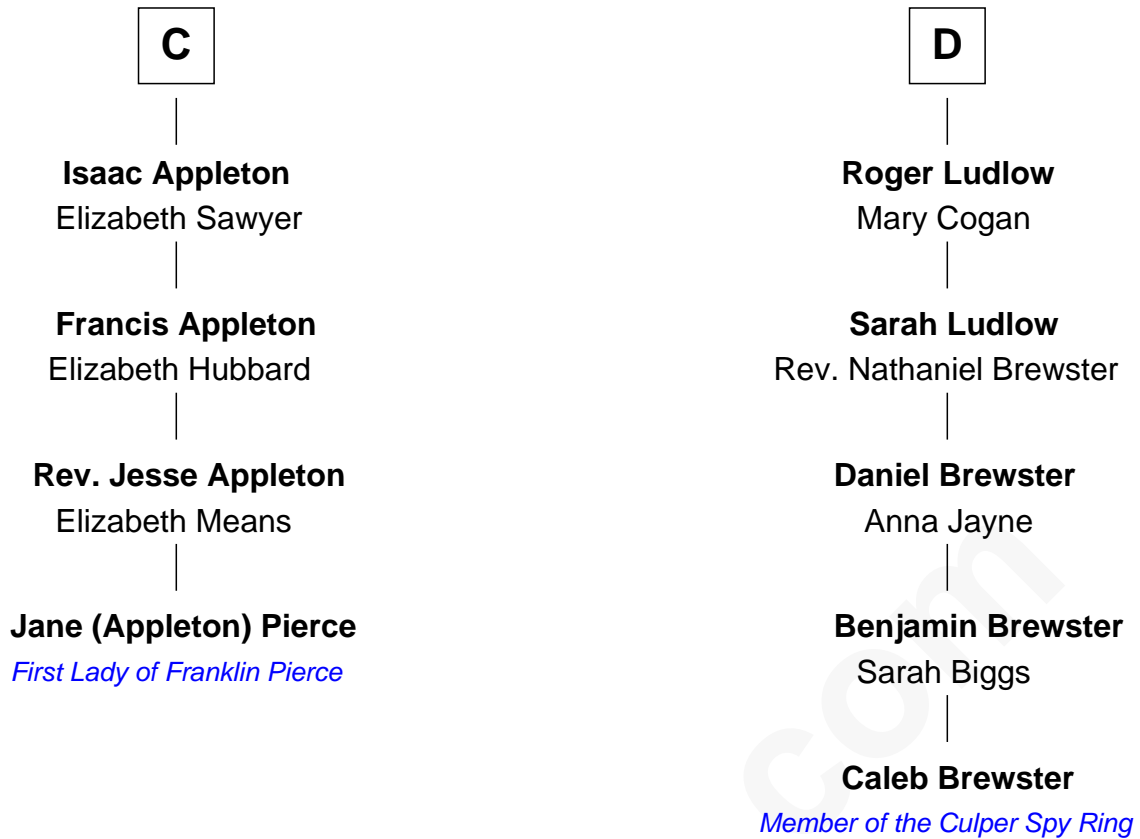 C
Isaac Appleton
Elizabeth Sawyer
Francis Appleton
Elizabeth Hubbard
Rev. Jesse Appleton
Elizabeth Means
Jane (Appleton) Pierce
First Lady of Franklin Pierce
D
Roger Ludlow
Mary Cogan
Sarah Ludlow
Rev. Nathaniel Brewster
Daniel Brewster
Anna Jayne
Benjamin Brewster
Sarah Biggs
Caleb Brewster
Member of the Culper Spy Ring
com